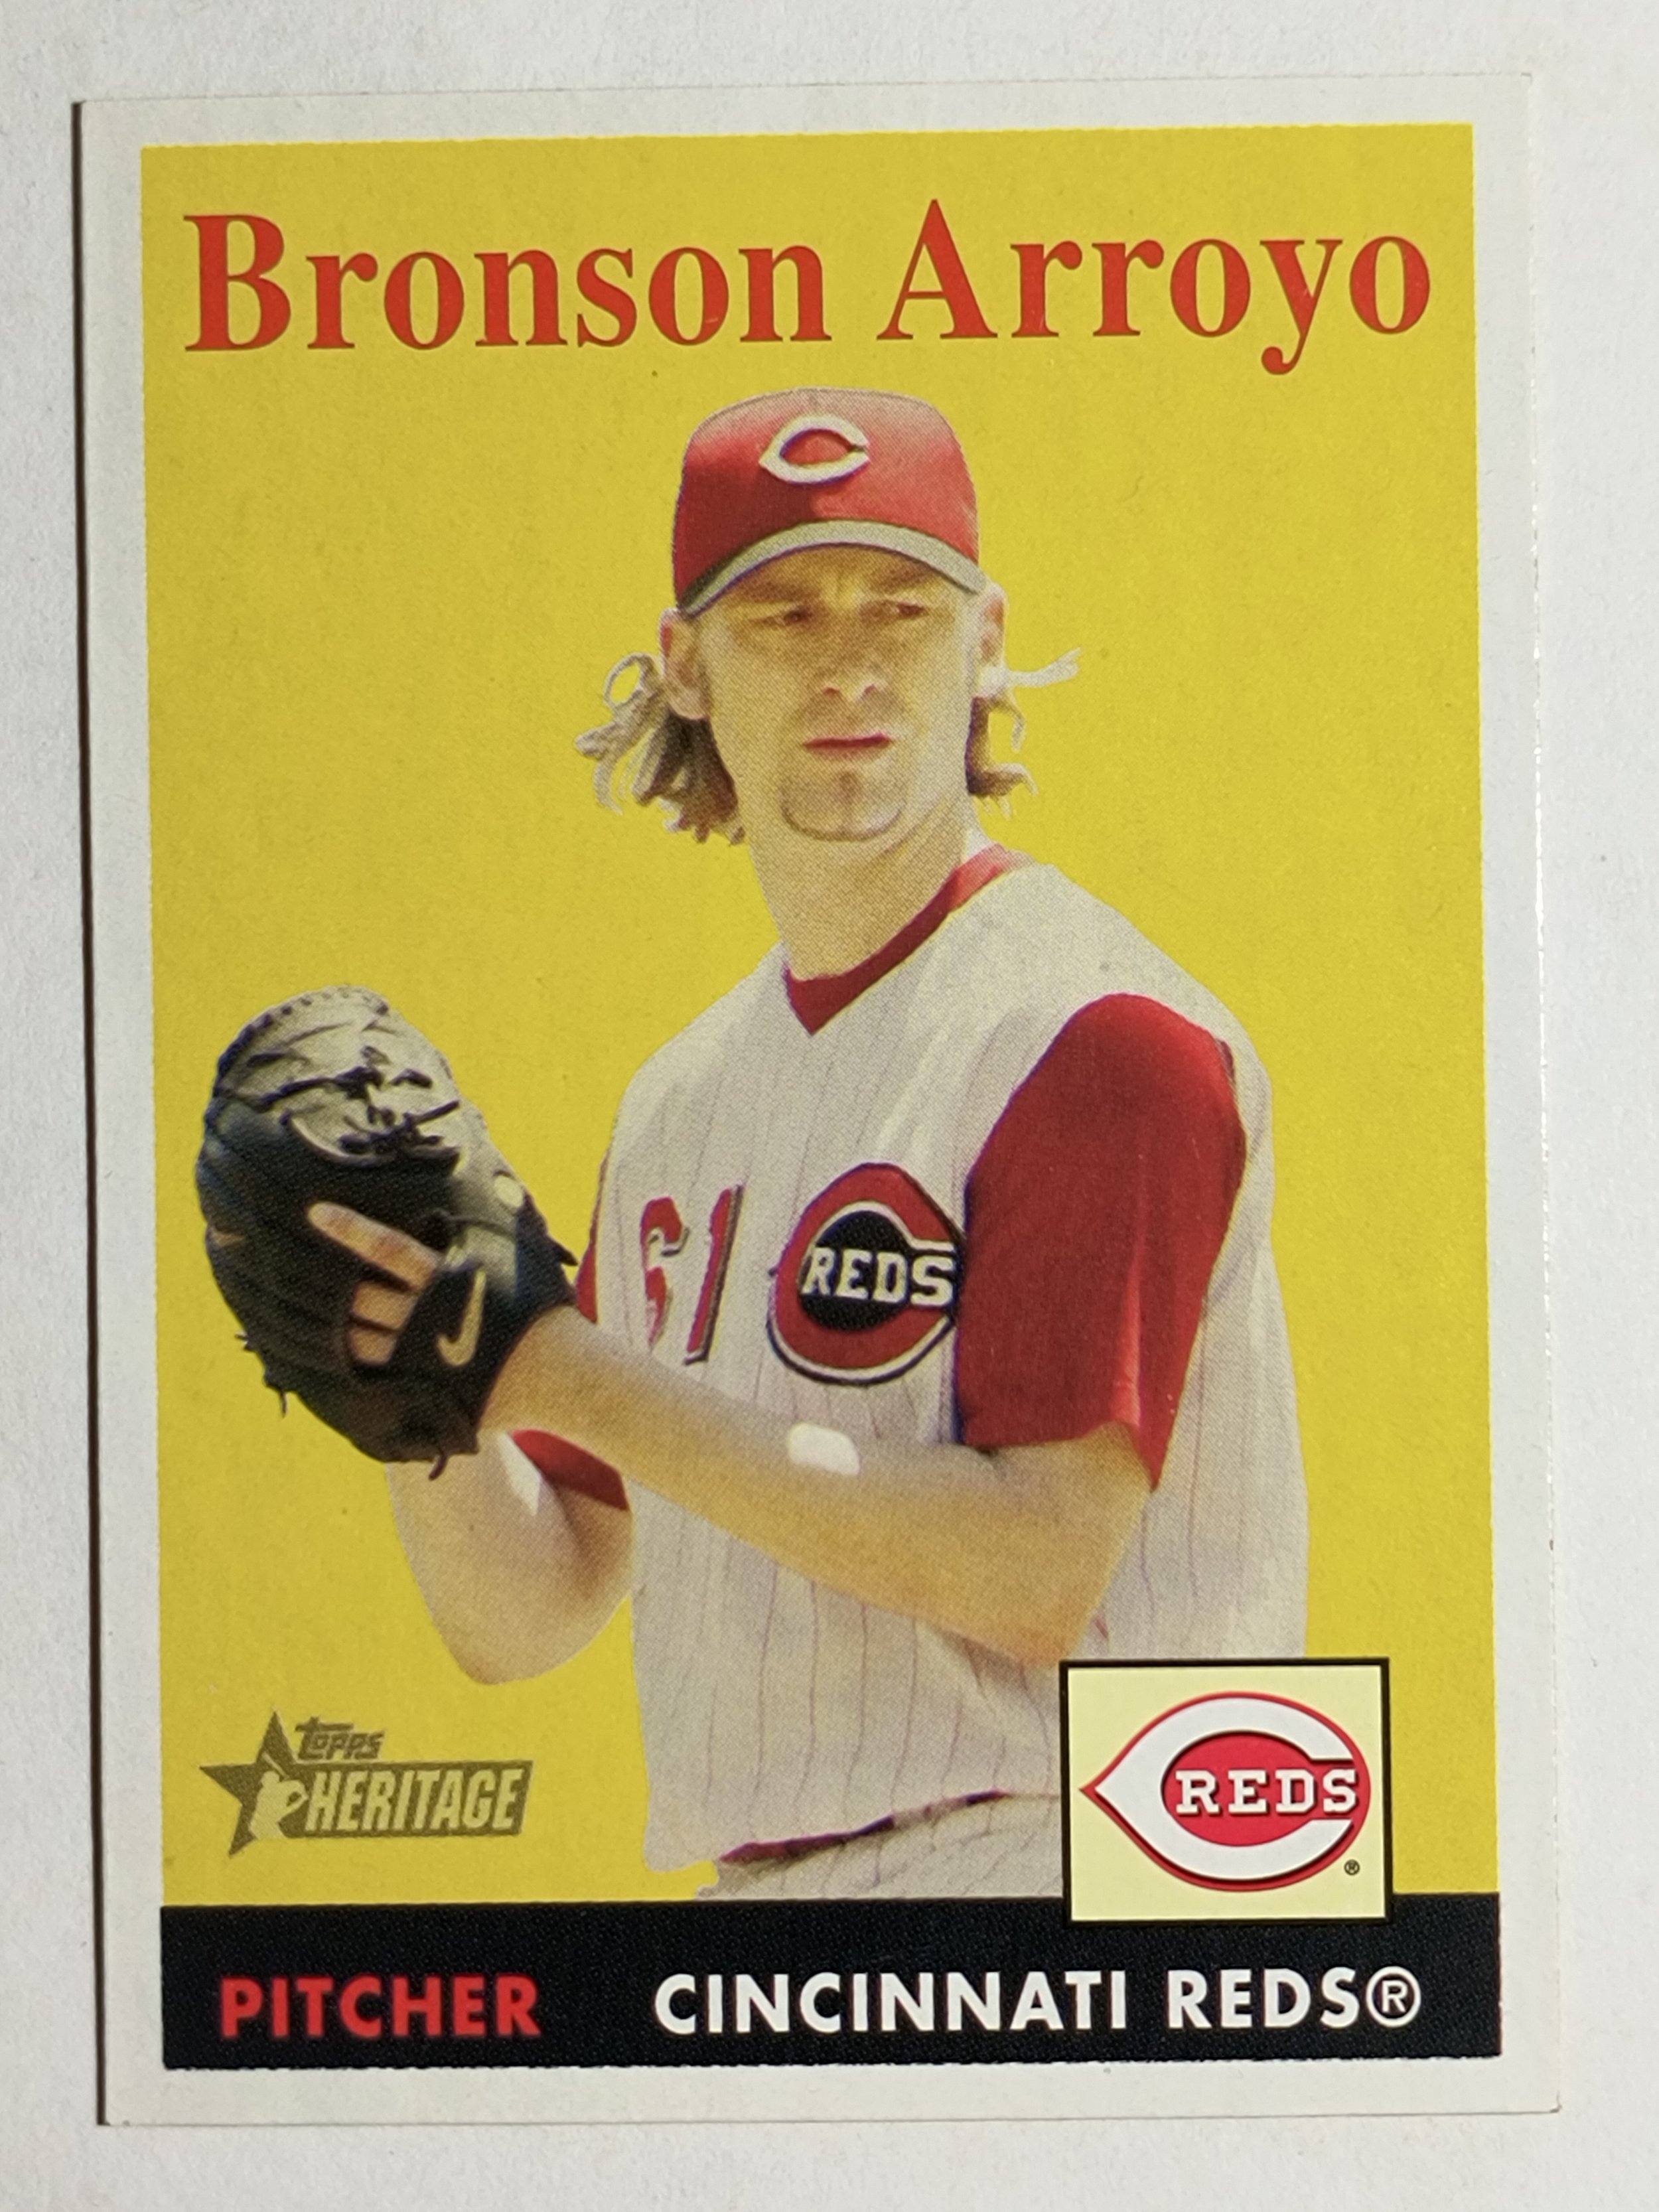 Bronson Arroyo
61 REDS
TOPPS
HERITAGE
REDS
®
PITCHER CINCINNATI REDS®